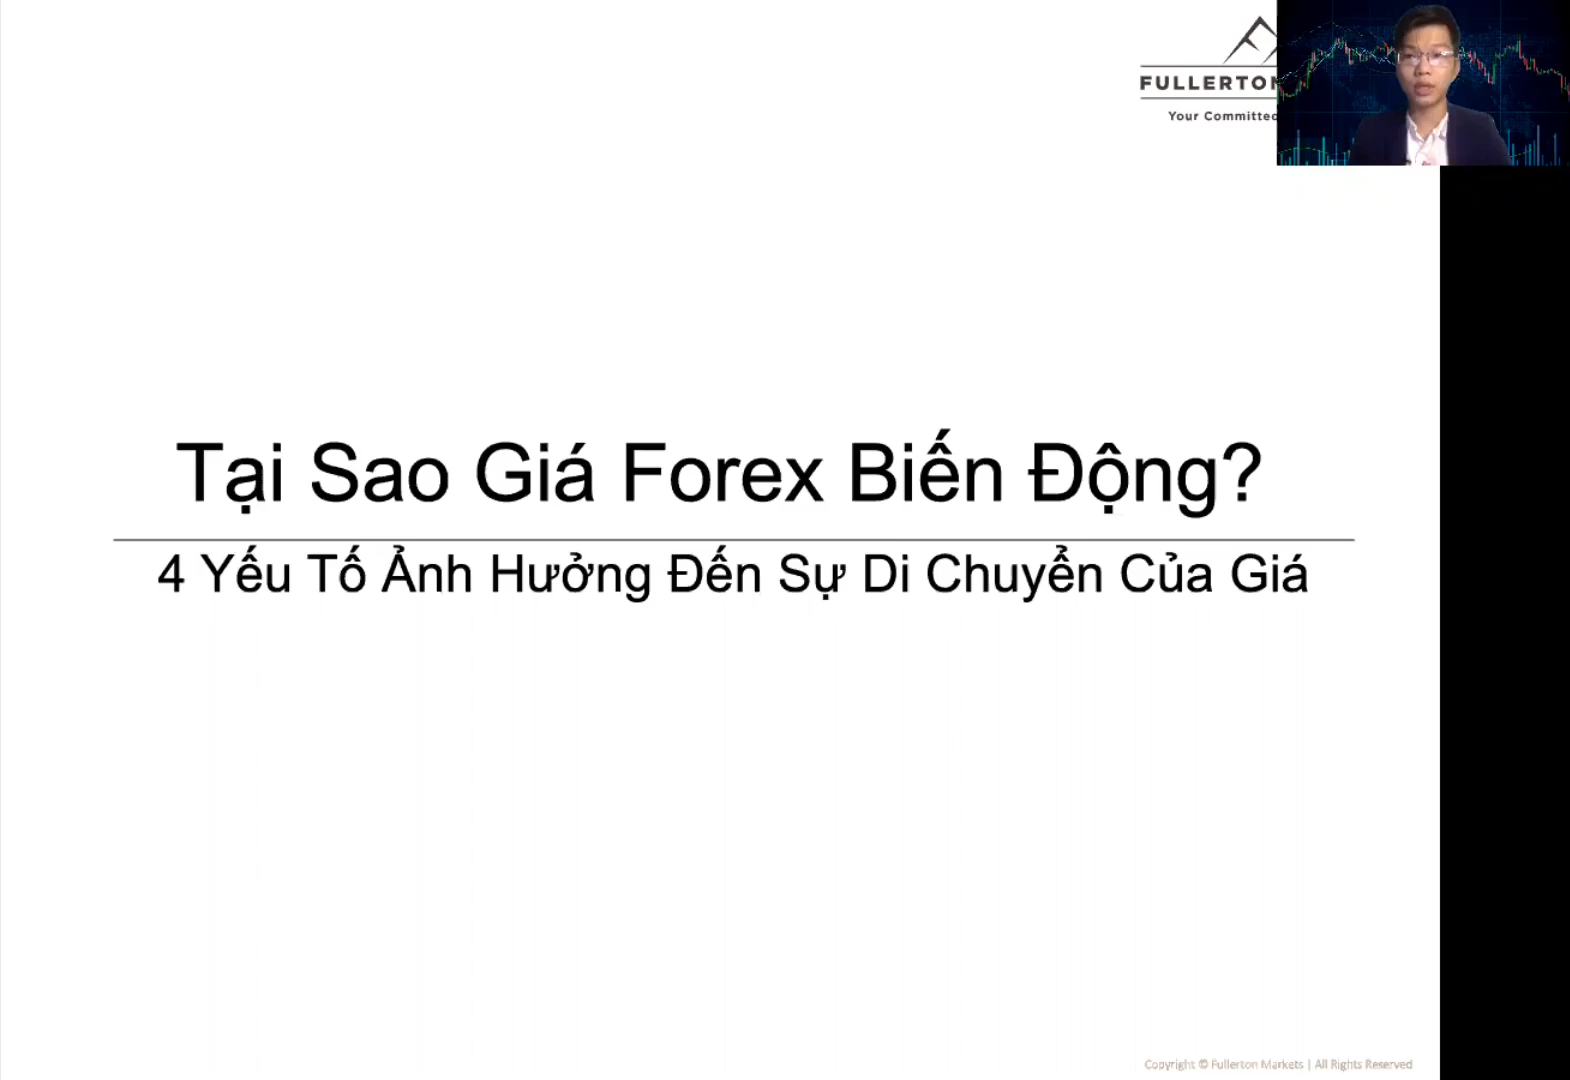 FULLERTON
Your Committed
Tại Sao Giá Forex Biến Động?
4 Yếu Tố Ảnh Hưởng Đến Sự Di Chuyển Của Giá
Copyright © Fullerton Markets | All Rights Reserved